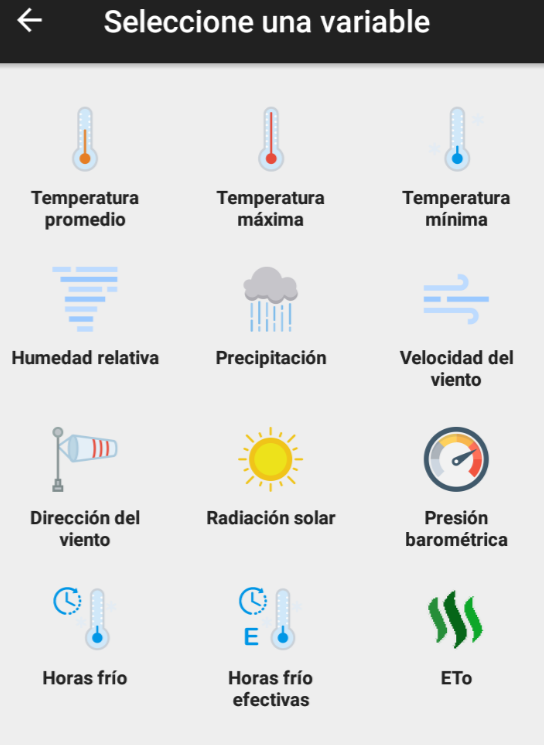 Seleccione una variable
Temperatura
promedio
Temperatura
máxima
Temperatura
mínima
Humedad relativa
Precipitación
Velocidad del
viento
Dirección del
viento
Radiación solar
Presión
barométrica
Horas frío
E
Horas frío
efectivas
ETo